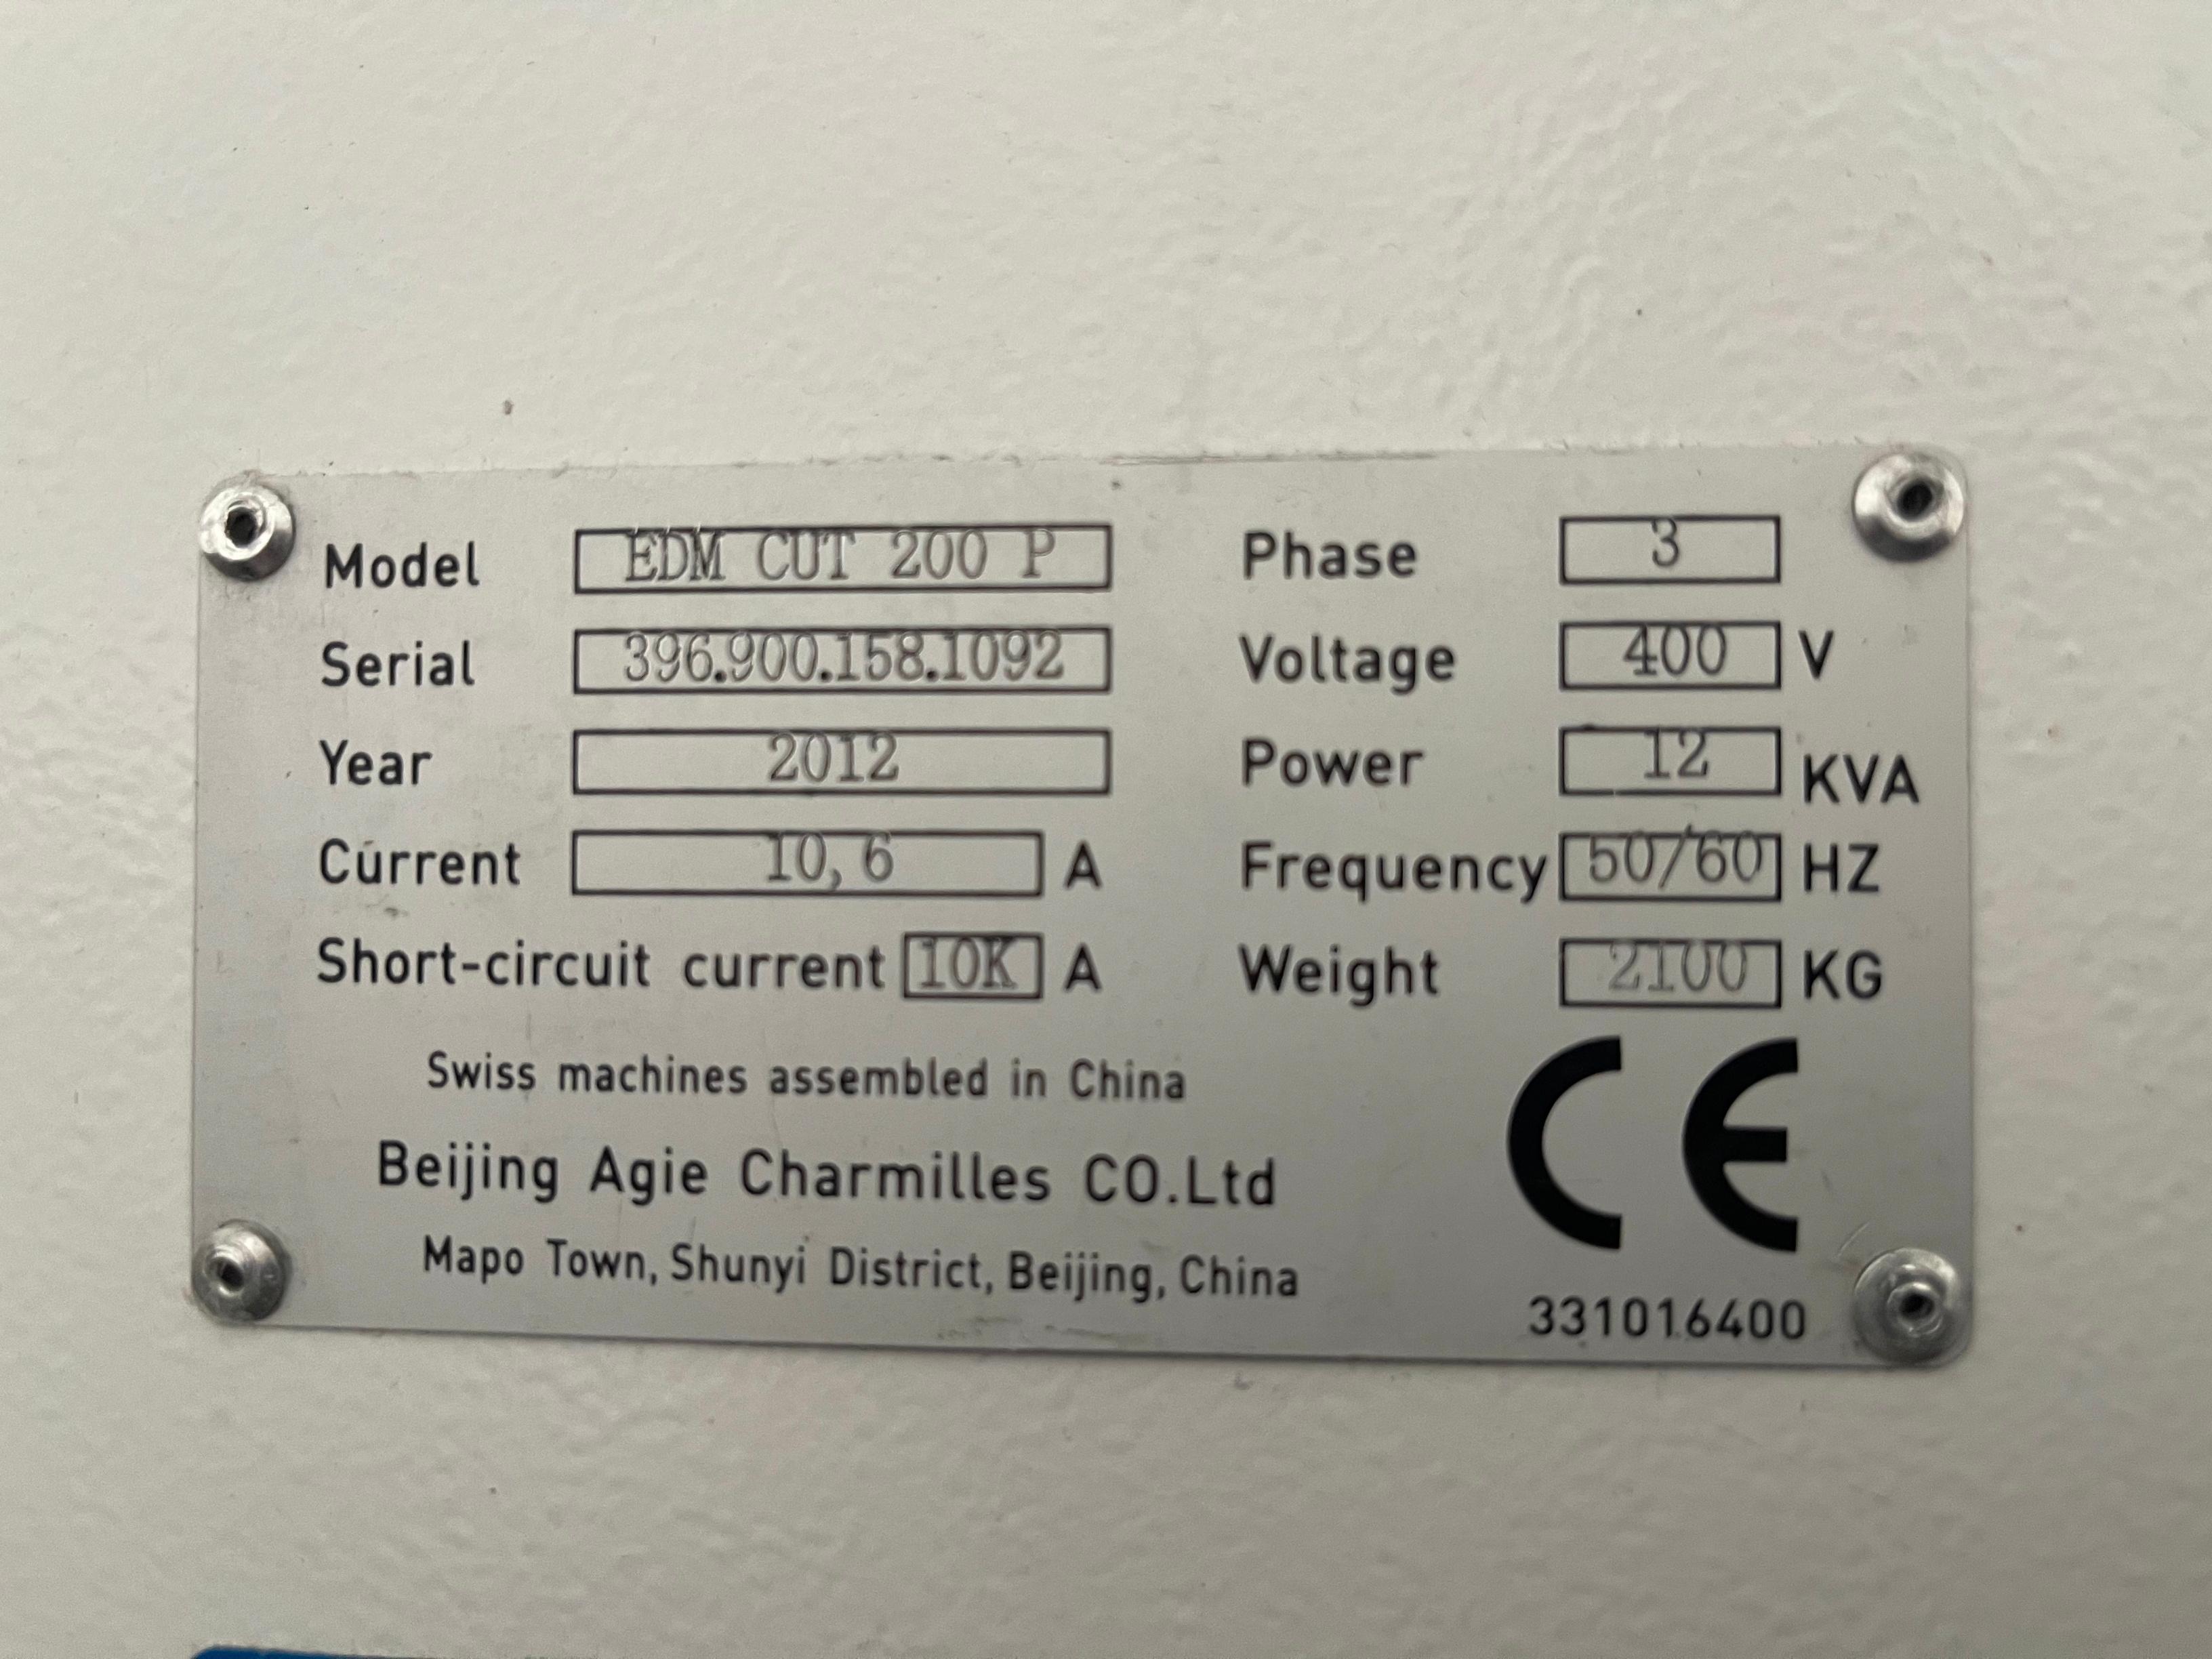 Model EDM CUT 200 P
Serial 396.900.158.1092
Year 2012
Current 10,6 A
Short-circuit current 10K A
Phase 3
Voltage 400 V
Power 12 KVA
Frequency 50/60 HZ
Weight 2100 KG
Swiss machines assembled in China
Beijing Agie Charmilles CO.Ltd
Mapo Town, Shunyi District, Beijing, China
CE
331016400